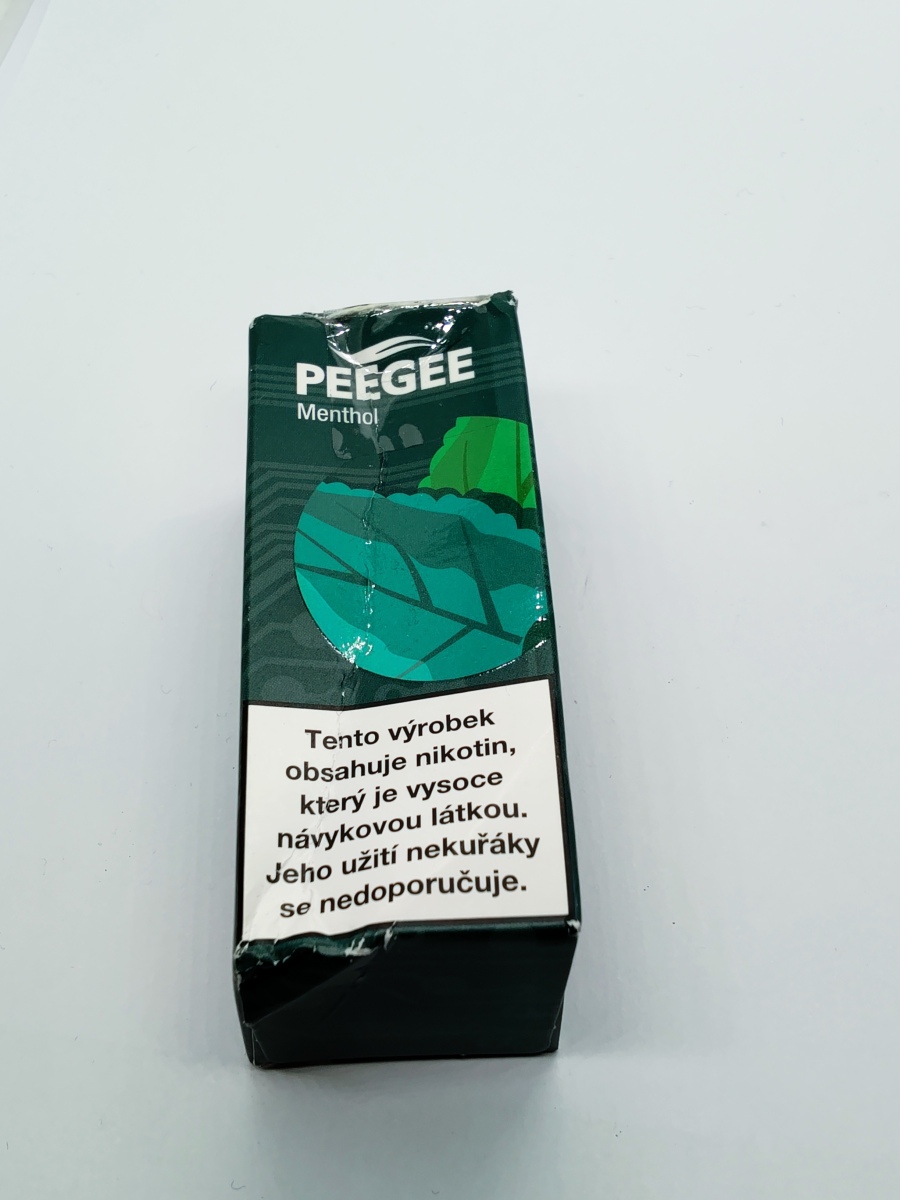 PEEGEE
Menthol
Tento výrobek
obsahuje nikotin,
který je vysoce
návykovou látkou.
Jeho užití nekuřáky
se nedoporučuje.